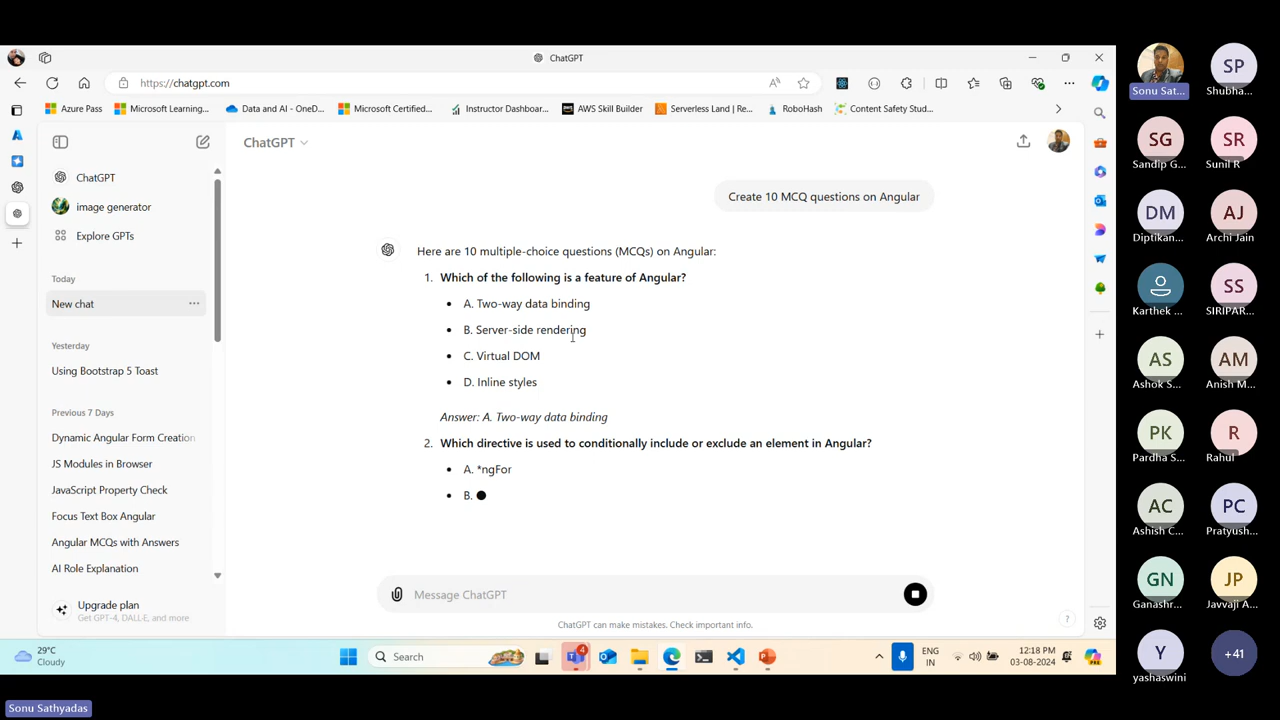 ChatGPT
https://chatgpt.com
Azure Pass
Microsoft Learning...
Data and AI - OneD...
Microsoft Certified...
Instructor Dashboar...
AWS Skill Builder
Serverless Land | Re...
RoboHash
Content Safety Stud...
ChatGPT
ChatGPT
image generator
Explore GPTs
Today
New chat
Yesterday
Using Bootstrap 5 Toast
Previous 7 Days
Dynamic Angular Form Creation
JS Modules in Browser
JavaScript Property Check
Focus Text Box Angular
Angular MCQs with Answers
AI Role Explanation
Upgrade plan
Get GPT-4, DALL·E, and more
Create 10 MCQ questions on Angular
Here are 10 multiple-choice questions (MCQs) on Angular:
1. Which of the following is a feature of Angular?
• A. Two-way data binding
• B. Server-side rendering
• C. Virtual DOM
• D. Inline styles
Answer: A. Two-way data binding
2. Which directive is used to conditionally include or exclude an element in Angular?
• A. *ngFor
• B.
Message ChatGPT
ChatGPT can make mistakes. Check important info.
?
29°C
Cloudy
Search
4
ENG
IN
12:18 PM
03-08-2024
Sonu Sathyadas
Sonu Sat...
SP
Shubha...
SG
Sandip G...
SR
Sunil R
DM
Diptikan...
AJ
Archi Jain
Karthek ...
SS
SIRIPAR...
AS
Ashok S...
AM
Anish M...
PK
Pardha S...
R
Rahul
AC
Ashish C...
PC
Pratyush...
GN
Ganashr...
JP
Javvaji A...
Y
yashaswini
+41